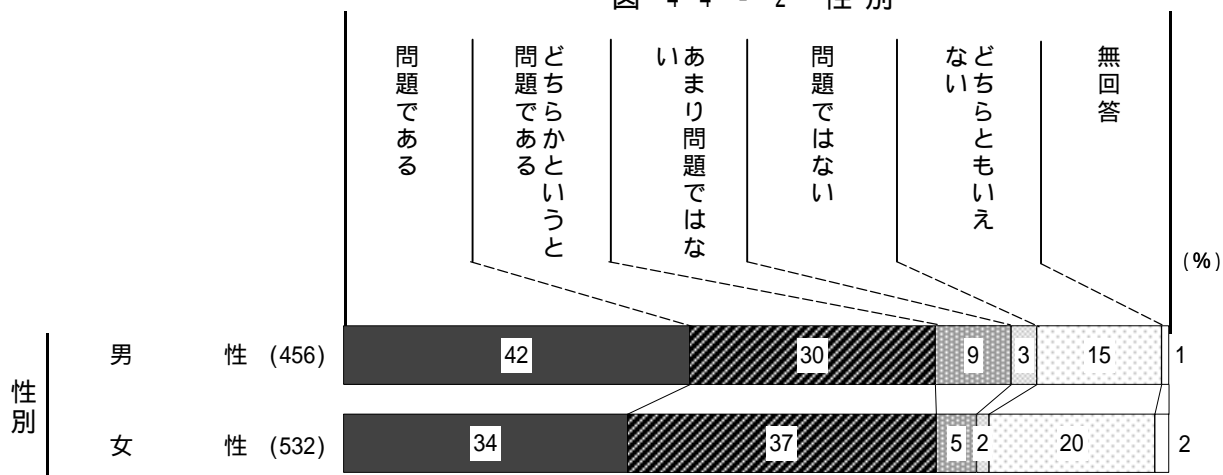 図 4 4 - 2 性別
問題である
どちらかというと
問題である
あまり問題ではな
い
問題ではない
どちらともいえ
ない
無回答
(%)
性別
男 性 (456)
42 30 9 3 15 1
女 性 (532)
34 37 5 2 20 2